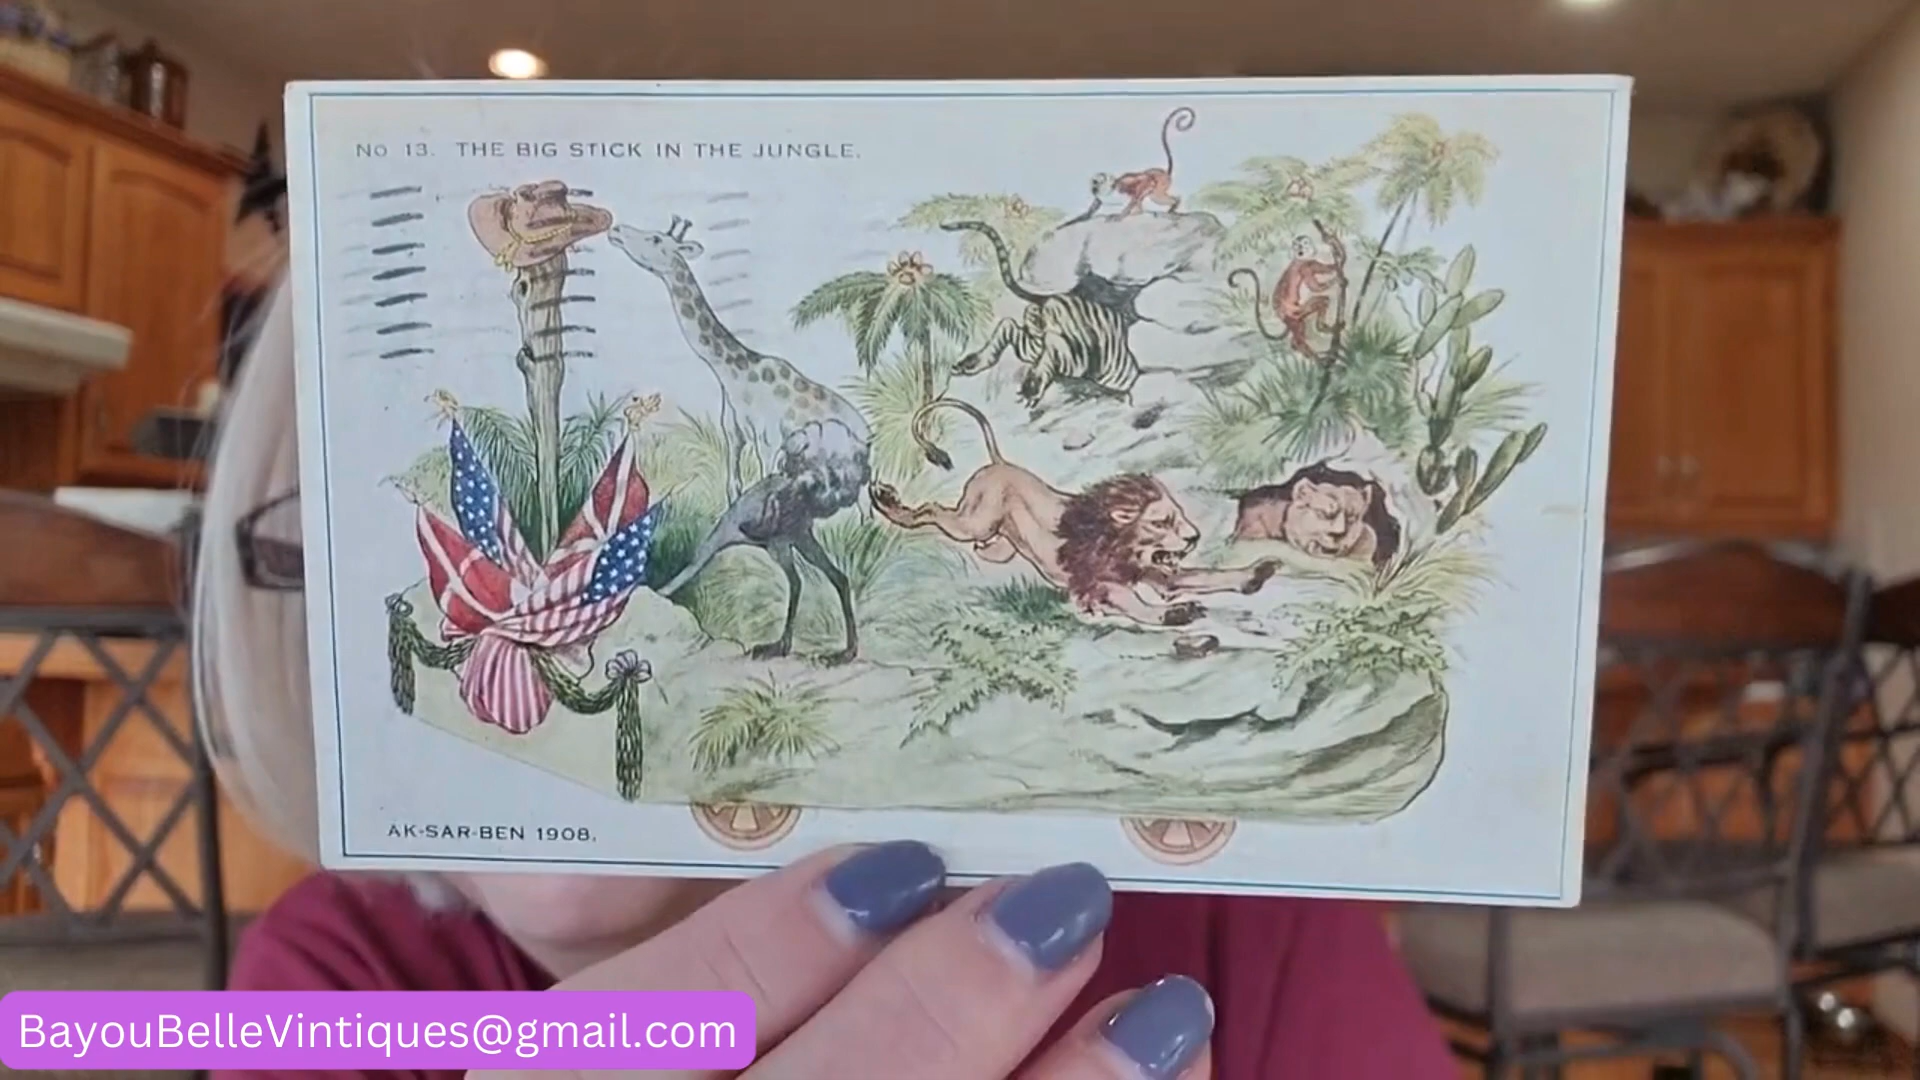 No 13. THE BIG STICK IN THE JUNGLE.
AK-SAR-BEN 1908.
BayouBelleVintiques@gmail.com